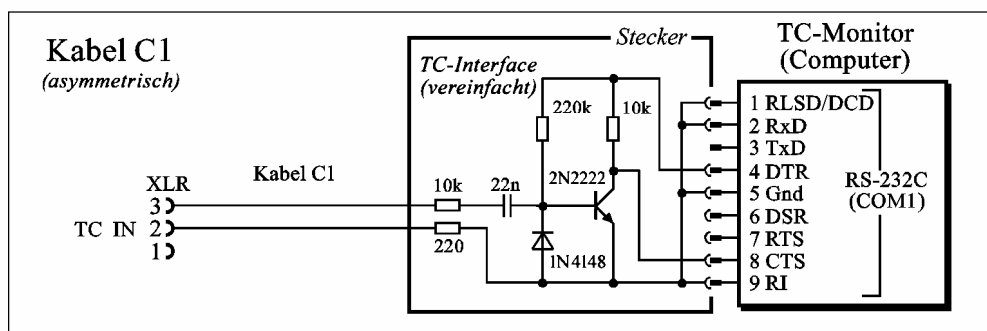 Kabel C1
(asymmetrisch)
Stecker
TC-Interface
(vereinfacht)
TC-Monitor
(Computer)
220k
10k
Kabel C1
XLR
10k
22n
2N2222
3
TC IN
2
1
220
1N4148
1 RLSD/DCD
2 RxD
3 TxD
4 DTR
5 Gnd
6 DSR
7 RTS
8 CTS
9 RI
RS-232C
(COM1)